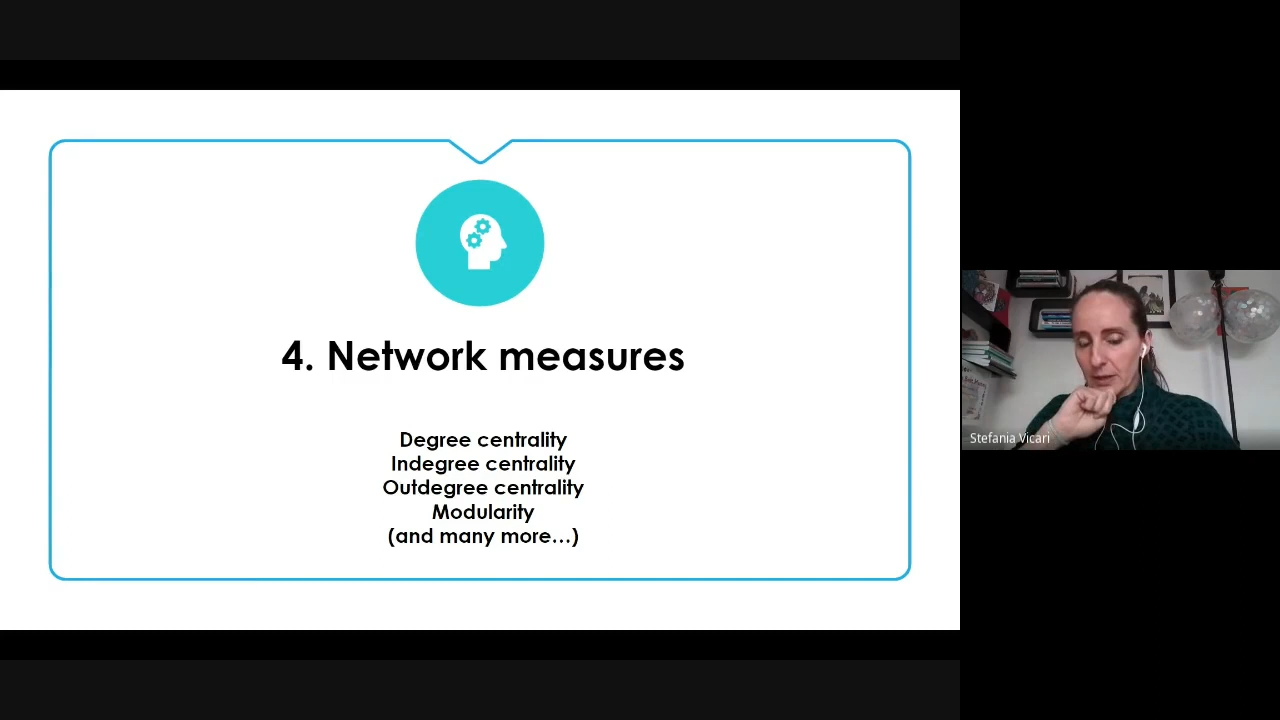 4. Network measures
Degree centrality
Indegree centrality
Outdegree centrality
Modularity
(and many more...)
Stefania Vicari